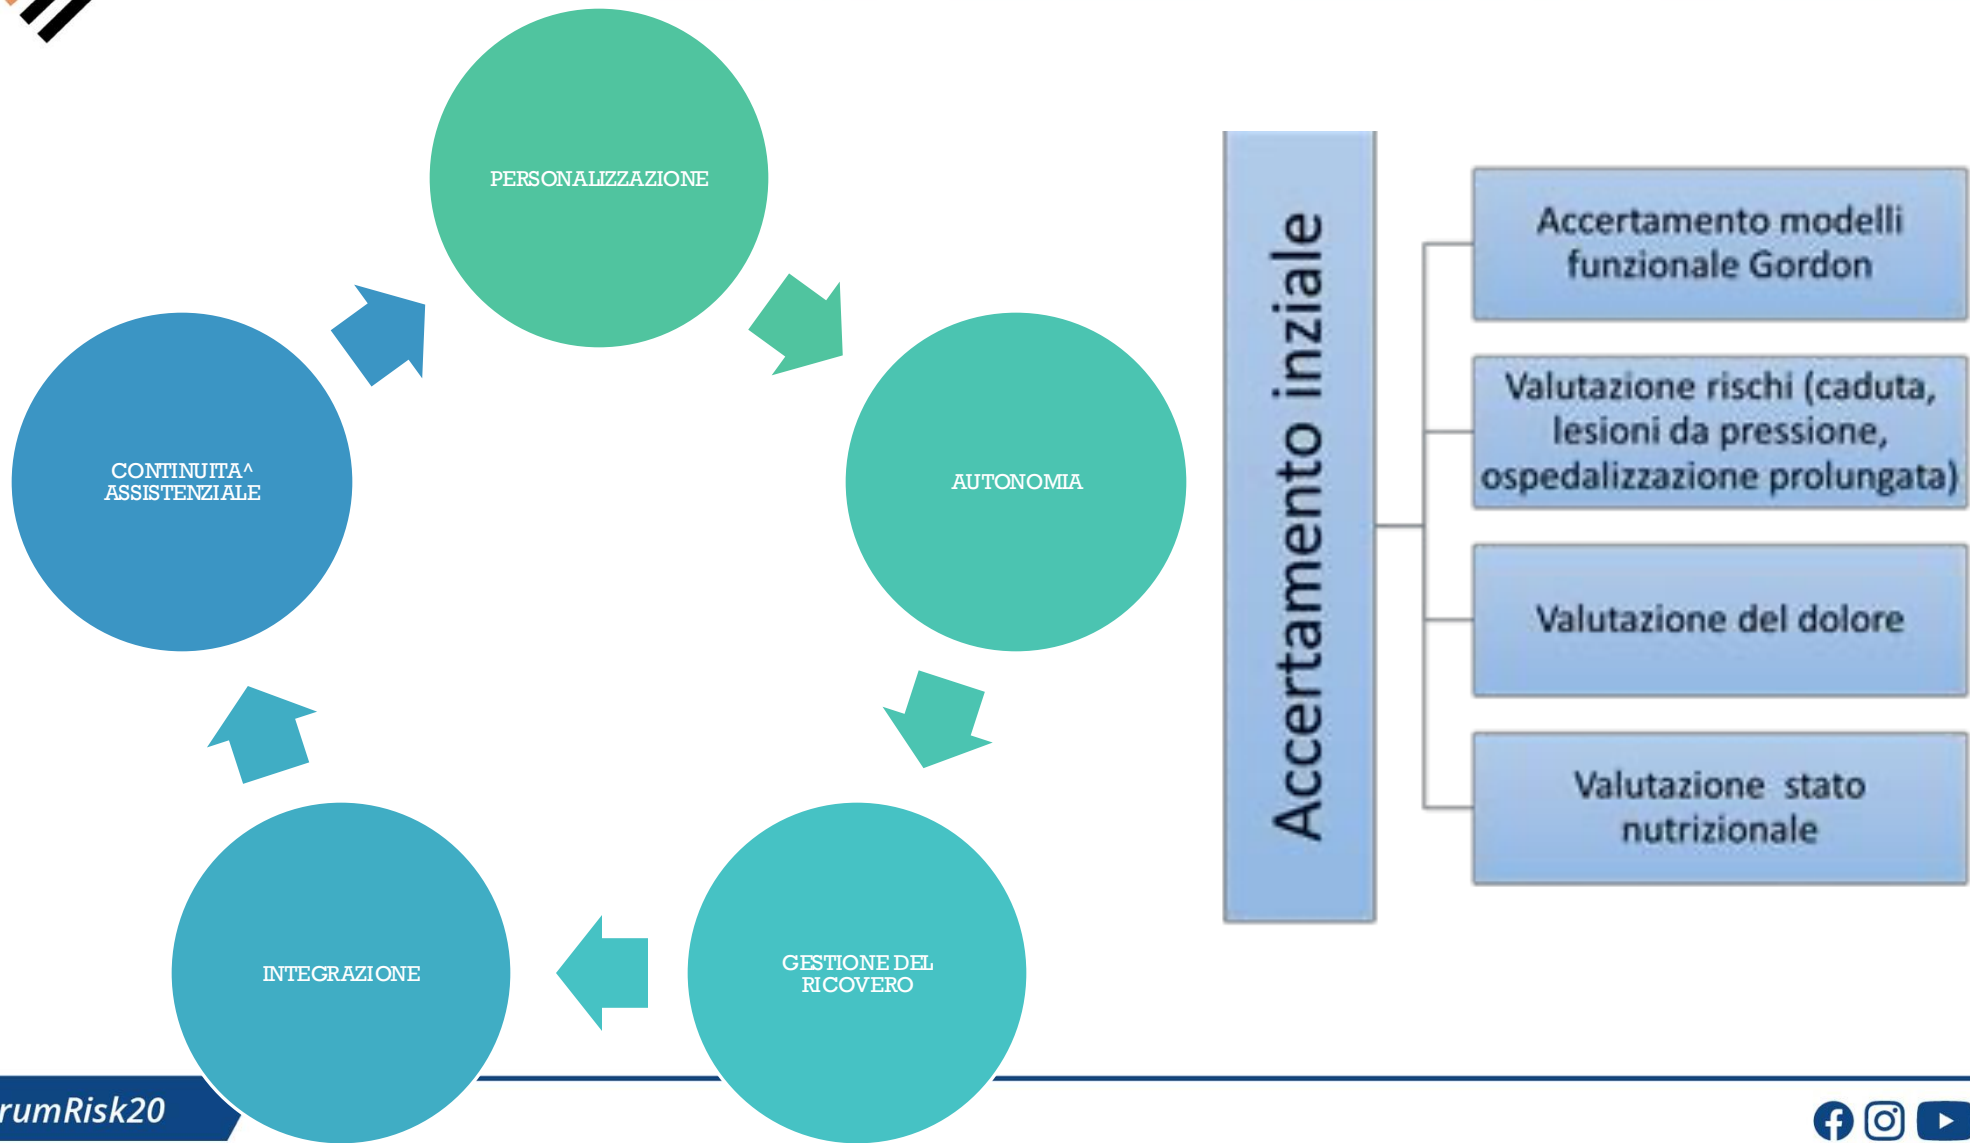 PERSONALIZZAZIONE
AUTONOMIA
GESTIONE DEL
RICOVERO
INTEGRAZIONE
CONTINUITA^
ASSISTENZIALE
Accertamento inziale
Accertamento modelli
funzionale Gordon
Valutazione rischi (caduta,
lesioni da pressione,
ospedalizzazione prolungata)
Valutazione del dolore
Valutazione stato
nutrizionale
rumRisk20